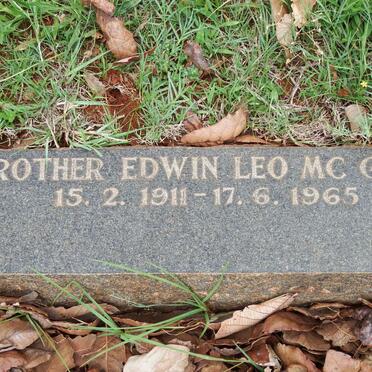 ROTHER EDWIN LEO MC
15. 2. 1911 - 17. 6. 1965